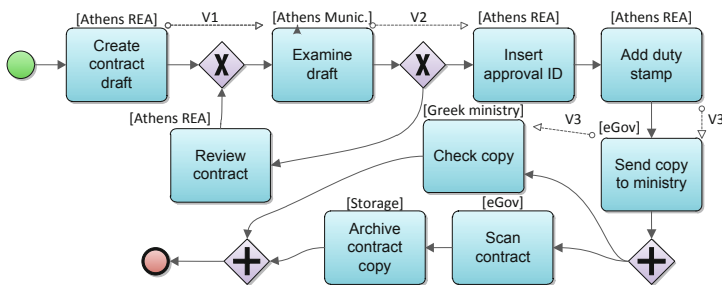 [Athens REA]
V1
[Athens Munic.]
V2
[Athens REA]
[Athens REA]
Create
contract
draft
X
Examine
draft
X
Insert
approval ID
Add duty
stamp
[Athens REA]
Review
contract
[Greek ministry]
Check copy
V3
[eGov]
V3
Send copy
to ministry
[Storage]
Archive
contract
copy
[eGov]
Scan
contract